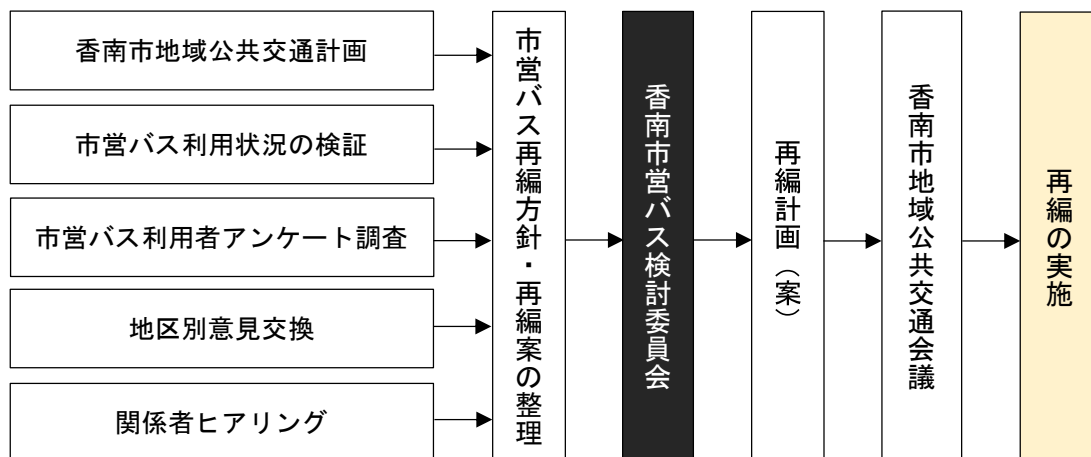 香南市地域公共交通計画
市営バス利用状況の検証
市営バス利用者アンケート調査
地区別意見交換
関係者ヒアリング
市営バス再編方針・再編案の整理
香南市営バス検討委員会
再編計画（案）
香南市地域公共交通会議
再編の実施